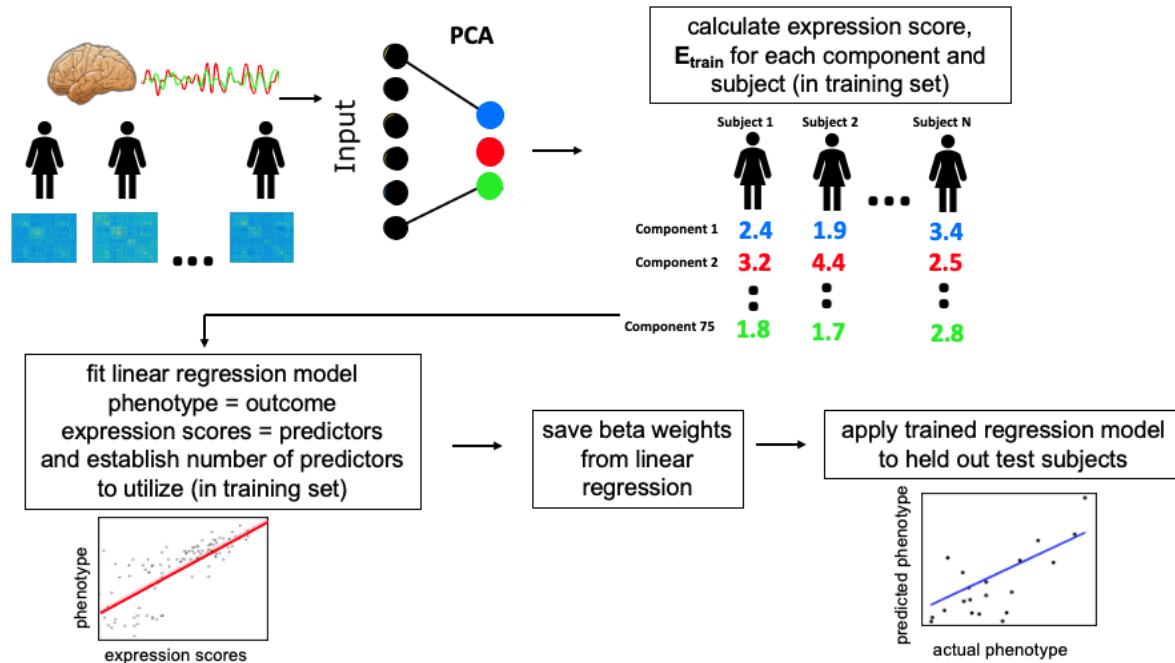 PCA
Input
calculate expression score,
E_train for each component and
subject (in training set)
Subject 1 Subject 2 Subject N
Component 1 2.4 1.9 3.4
Component 2 3.2 4.4 2.5
Component 75 1.8 1.7 2.8
fit linear regression model
phenotype = outcome
expression scores = predictors
and establish number of predictors
to utilize (in training set)
save beta weights
from linear
regression
apply trained regression model
to held out test subjects
phenotype
expression scores
predicted phenotype
actual phenotype